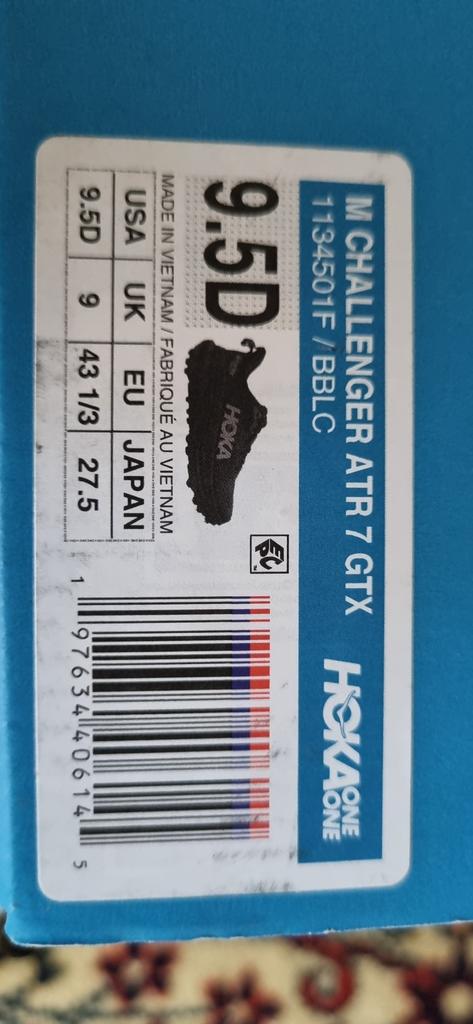 M CHALLENGER ATR 7 GTX
1134501F / BBLC
HOKA ONE ONE
9.5D
HOKA
ECP™
MADE IN VIETNAM / FABRIQUÉ AU VIETNAM
USA UK EU JAPAN
9.5D 9 43 1/3 27.5
1 97634 40614 5